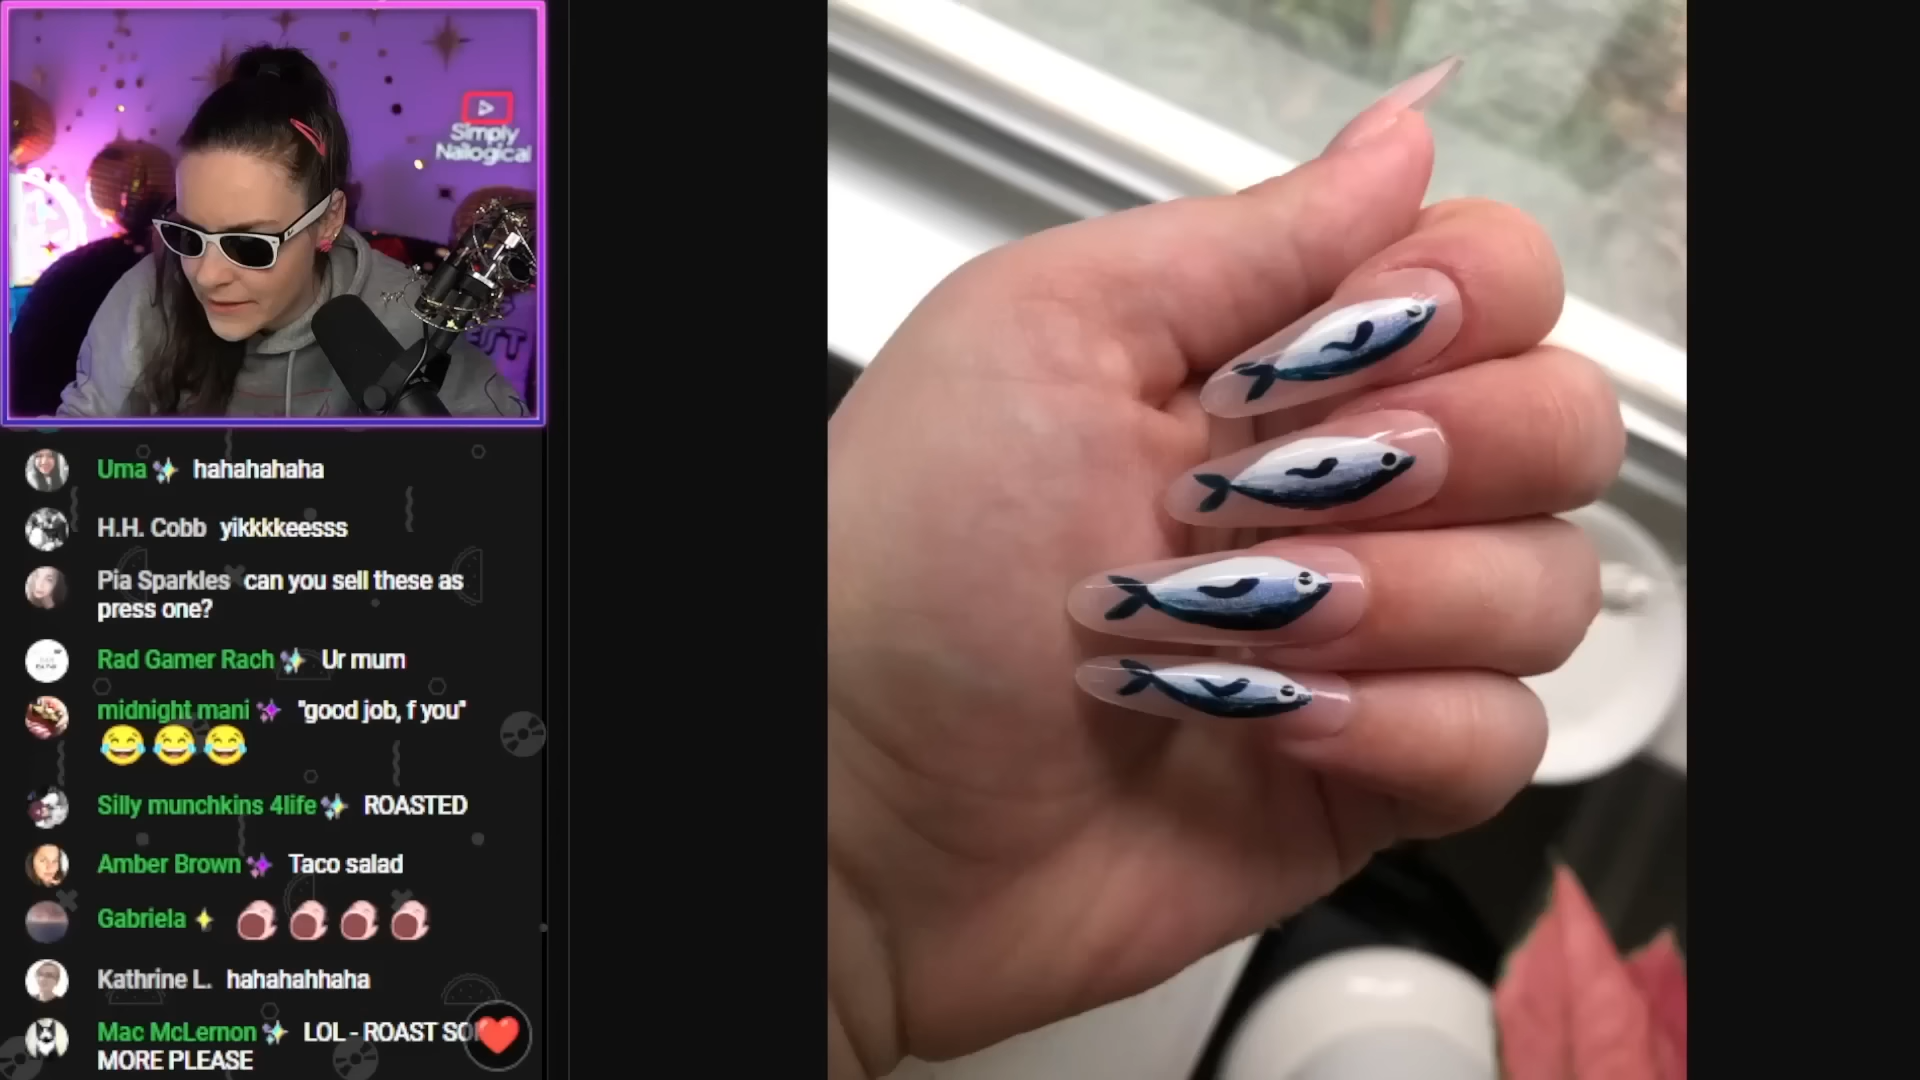 Simply
Nailogical
Uma hahahahaha
H.H. Cobb yikkkkeesss
Pia Sparkles can you sell these as
press one?
Rad Gamer Rach Ur mum
midnight mani "good job, f you"
😂😂😂
Silly munchkins 4life ROASTED
Amber Brown Taco salad
Gabriela
Kathrine L. hahahahhaha
Mac McLernon LOL - ROAST SO
MORE PLEASE